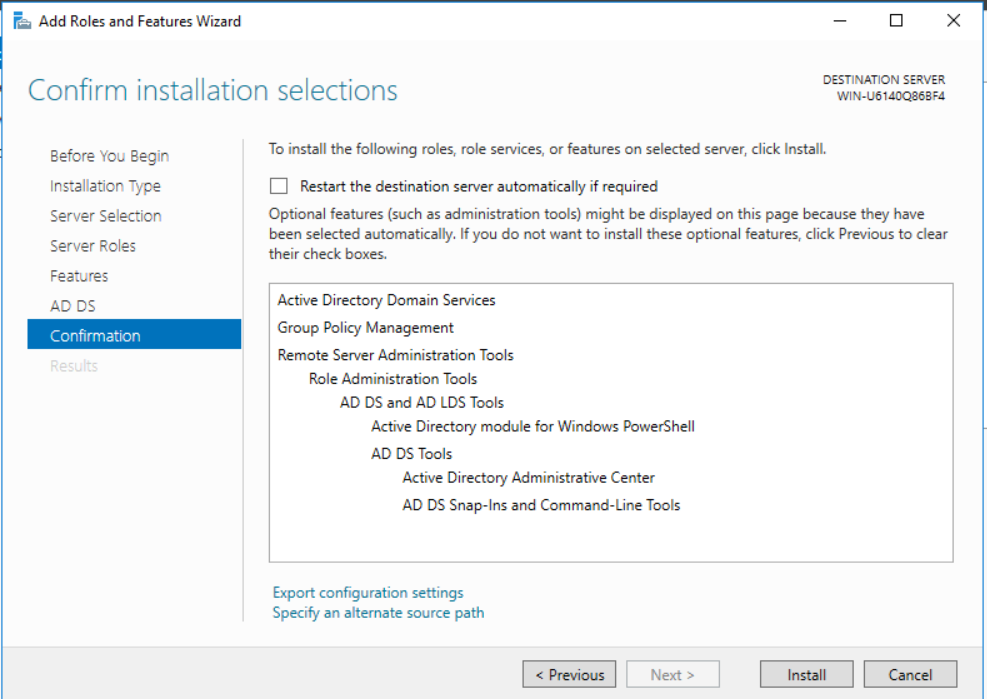 Add Roles and Features Wizard
Confirm installation selections
DESTINATION SERVER
WIN-U6140Q86BF4
Before You Begin
Installation Type
Server Selection
Server Roles
Features
AD DS
Confirmation
Results
To install the following roles, role services, or features on selected server, click Install.
Restart the destination server automatically if required
Optional features (such as administration tools) might be displayed on this page because they have
been selected automatically. If you do not want to install these optional features, click Previous to clear
their check boxes.
Active Directory Domain Services
Group Policy Management
Remote Server Administration Tools
Role Administration Tools
AD DS and AD LDS Tools
Active Directory module for Windows PowerShell
AD DS Tools
Active Directory Administrative Center
AD DS Snap-Ins and Command-Line Tools
Export configuration settings
Specify an alternate source path
< Previous
Next >
Install
Cancel